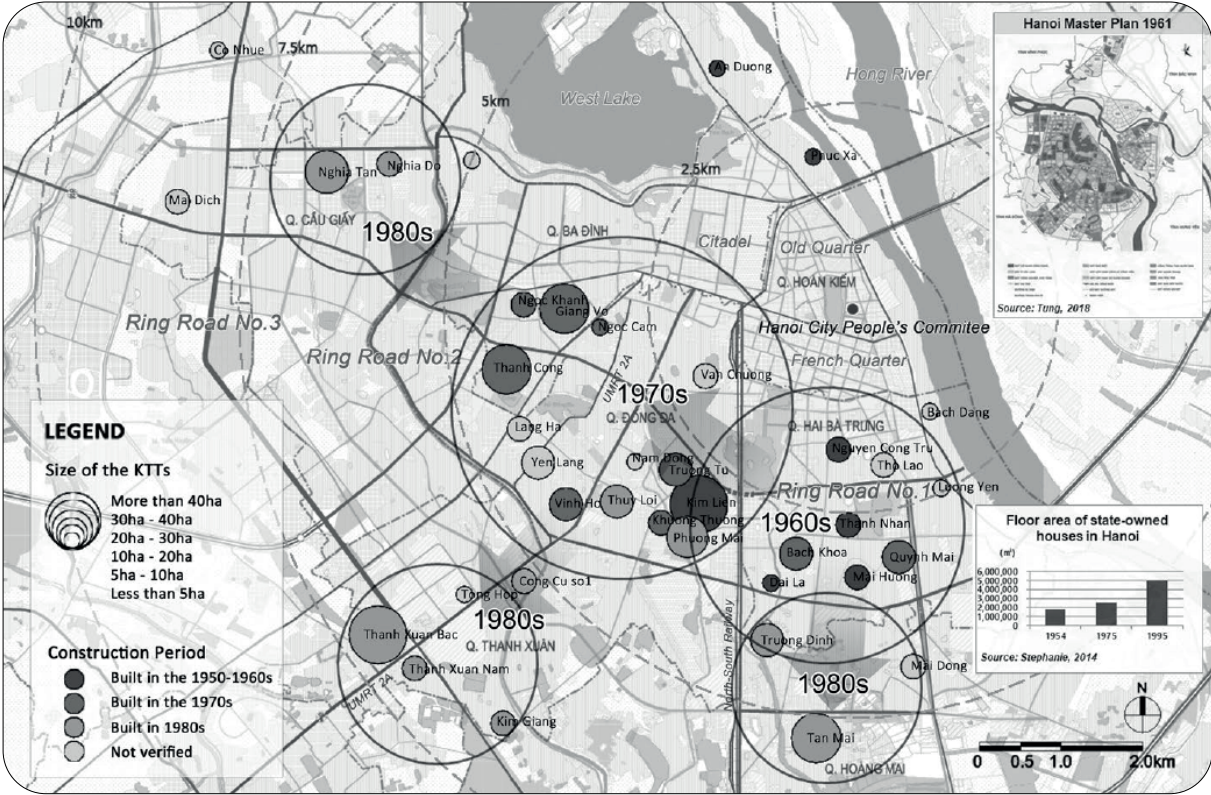 10km
Co Nhue
7.5km
An Duong
Hong River
West Lake
5km
Hanoi Master Plan 1961
Source: Tung, 2018
Phuc Xa
2.5km
Nghia Tan
Nghia Do
Mai Dich
Q. CẦU GIẤY
1980s
Q. BA ĐÌNH
Citadel
Old Quarter
Q. HOÀN KIẾM
Ngoc Khanh
Giang Vo
Ngoc Cam
Hanoi City People's Commitee
French Quarter
Ring Road No.3
Ring Road No.2
Thanh Cong
UMRT 2A
Van Chuong
1970s
Q. ĐỐNG ĐA
Bach Dang
Lang Ha
Q. HAI BÀ TRƯNG
Nguyen Cong Tru
Tho Lao
Yen Lang
Nam Dong
Truong Tu
Luong Yen
Ring Road No.1
Vinh Ho
Thuy Loi
Kim Lien
Khuong Thuong
Phuong Mai
1960s
Thanh Nhan
Bach Khoa
Quynh Mai
Mai Huong
Dai La
Cong Cu so1
Tong Hop
1980s
Q. THANH XUÂN
Thanh Xuan Bac
Thanh Xuan Nam
UMRT 2A
Kim Giang
North-South Railway
Truong Dinh
Mai Dong
1980s
Tan Mai
Q. HOÀNG MAI
LEGEND
Size of the KTTs
More than 40ha
30ha - 40ha
20ha - 30ha
10ha - 20ha
5ha - 10ha
Less than 5ha
Construction Period
Built in the 1950-1960s
Built in the 1970s
Built in 1980s
Not verified
Floor area of state-owned
houses in Hanoi
(㎡)
6,000,000
5,000,000
4,000,000
3,000,000
2,000,000
1,000,000
0
1954 1975 1995
Source: Stephanie, 2014
N
0 0.5 1.0 2.0km